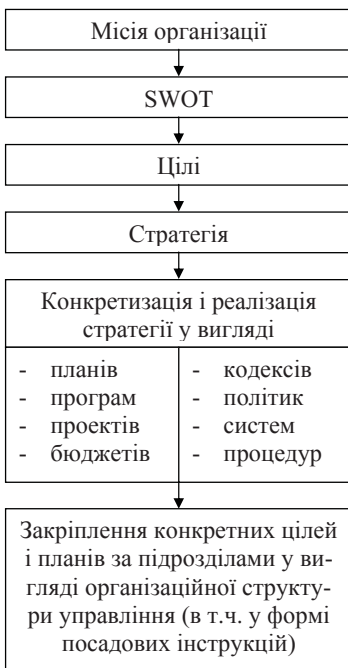 Місія організації
SWOT
Цілі
Стратегія
Конкретизація і реалізація
стратегії у вигляді
- планів
- програм
- проектів
- бюджетів
- кодексів
- політик
- систем
- процедур
Закріплення конкретних цілей
і планів за підрозділами у ви-
гляді організаційної структу-
ри управління (в т.ч. у формі
посадових інструкцій)